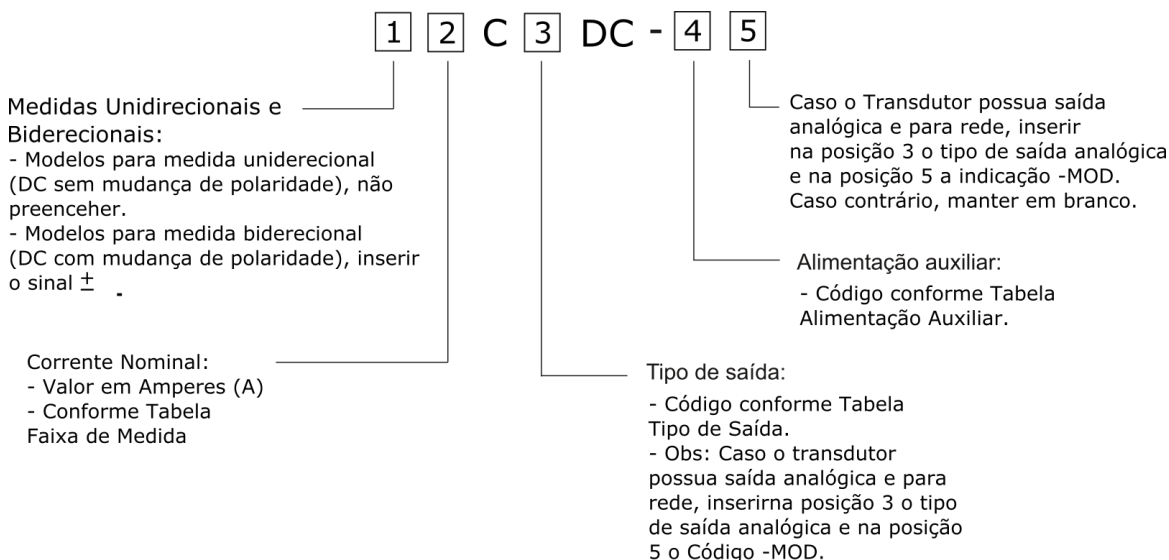 1 2 C 3 DC - 4 5
Medidas Unidirecionais e
Biderecionais:
- Modelos para medida uniderecional
(DC sem mudança de polaridade), não
preenceher.
- Modelos para medida biderecional
(DC com mudança de polaridade), inserir
o sinal ± .
Corrente Nominal:
- Valor em Amperes (A)
- Conforme Tabela
Faixa de Medida
Caso o Transdutor possua saída
analógica e para rede, inserir
na posição 3 o tipo de saída analógica
e na posição 5 a indicação -MOD.
Caso contrário, manter em branco.
Alimentação auxiliar:
- Código conforme Tabela
Alimentação Auxiliar.
Tipo de saída:
- Código conforme Tabela
Tipo de Saída.
- Obs: Caso o transdutor
possua saída analógica e para
rede, inserirna posição 3 o tipo
de saída analógica e na posição
5 o Código -MOD.